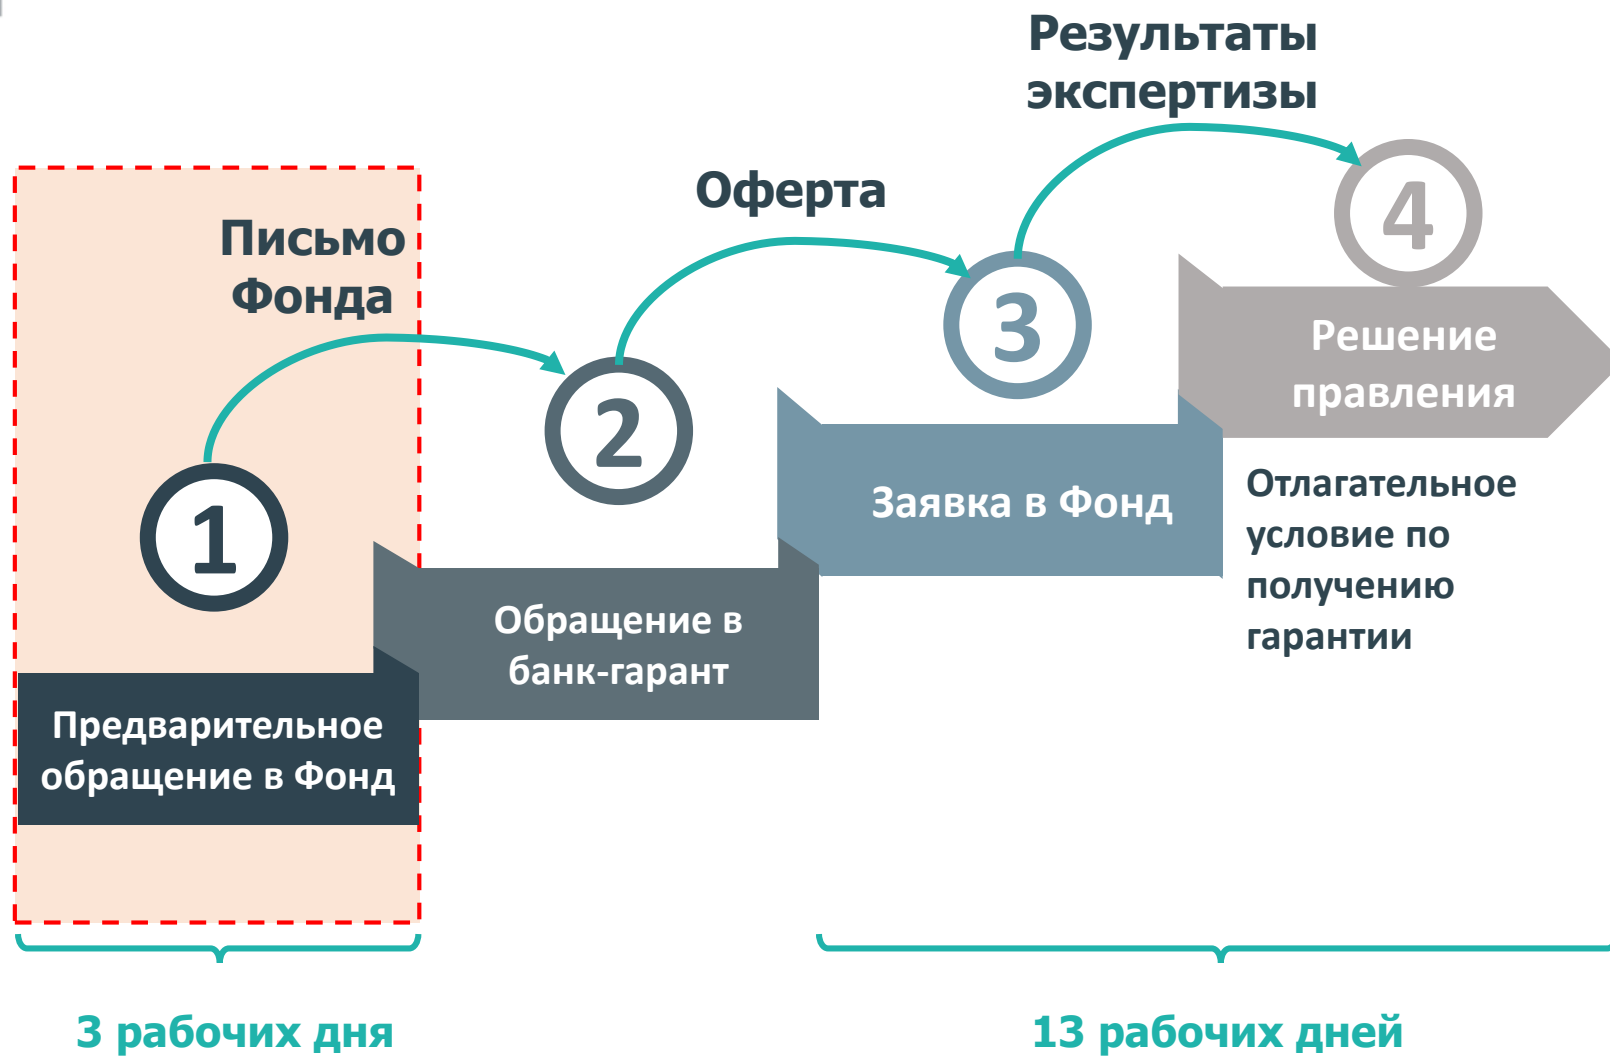 Результаты
экспертизы
4
Оферта
Письмо
Фонда
3
Решение
правления
2
Заявка в Фонд
Отлагательное
условие по
получению
гарантии
1
Обращение в
банк-гарант
Предварительное
обращение в Фонд
3 рабочих дня
13 рабочих дней